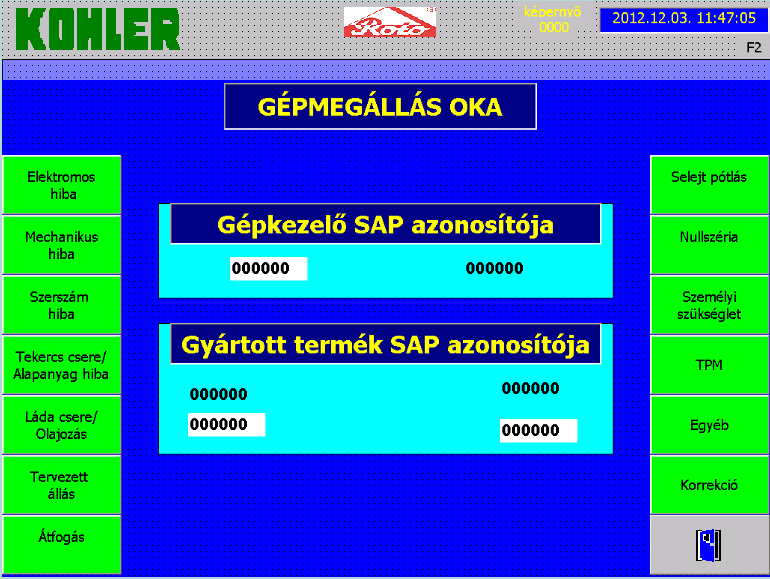 KOHLER
Roto
képernyö
0000
2012.12.03. 11:47:05
F2
GÉPMEGÁLLÁS OKA
Elektromos
hiba
Mechanikus
hiba
Szerszám
hiba
Tekercs csere/
Alapanyag hiba
Láda csere/
Olajozás
Tervezett
állás
Átfogás
Gépkezelő SAP azonosítója
000000
000000
Gyártott termék SAP azonosítója
000000
000000
000000
000000
Selejt pótlás
Nullszéria
Személyi
szükséglet
TPM
Egyéb
Korrekció